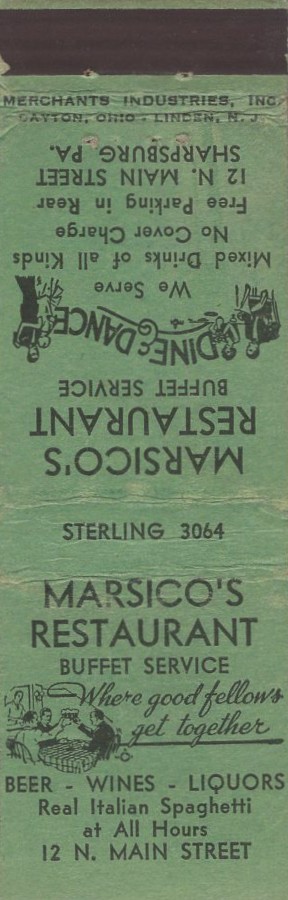 MERCHANTS INDUSTRIES, INC.
DAYTON, OHIO - LINDEN, N. J.
MARSICO'S
RESTAURANT
BUFFET SERVICE
DINE & DANCE
We Serve
Mixed Drinks of all Kinds
No Cover Charge
Free Parking in Rear
12 N. MAIN STREET
SHARPSBURG, PA.
STERLING 3064
MARSICO'S
RESTAURANT
BUFFET SERVICE
Where good fellows
get together
BEER - WINES - LIQUORS
Real Italian Spaghetti
at All Hours
12 N. MAIN STREET